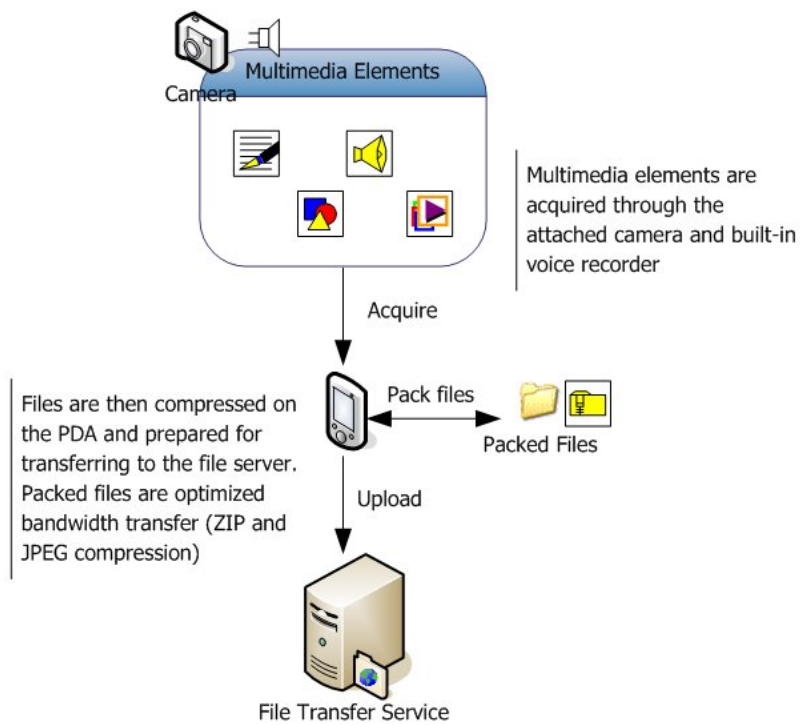 Multimedia Elements
Camera
Multimedia elements are
acquired through the
attached camera and built-in
voice recorder
Acquire
Files are then compressed on
the PDA and prepared for
transferring to the file server.
Packed files are optimized
bandwidth transfer (ZIP and
JPEG compression)
Pack files
Packed Files
Upload
File Transfer Service